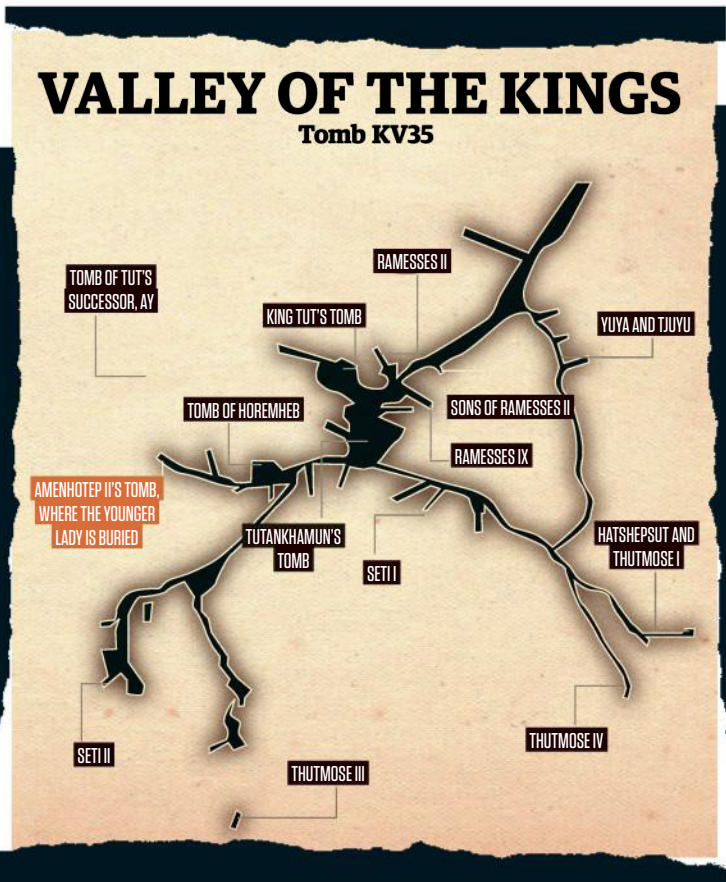 VALLEY OF THE KINGS
Tomb KV35
RAMESSES II
TOMB OF TUT'S
SUCCESSOR, AY
KING TUT'S TOMB
YUYA AND TJUYU
TOMB OF HOREMHEB
SONS OF RAMESSES II
RAMESSES IX
AMENHOTEP II'S TOMB,
WHERE THE YOUNGER
LADY IS BURIED
TUTANKHAMUN'S
TOMB
SETI I
HATSHEPSUT AND
THUTMOSE I
SETI II
THUTMOSE IV
THUTMOSE III